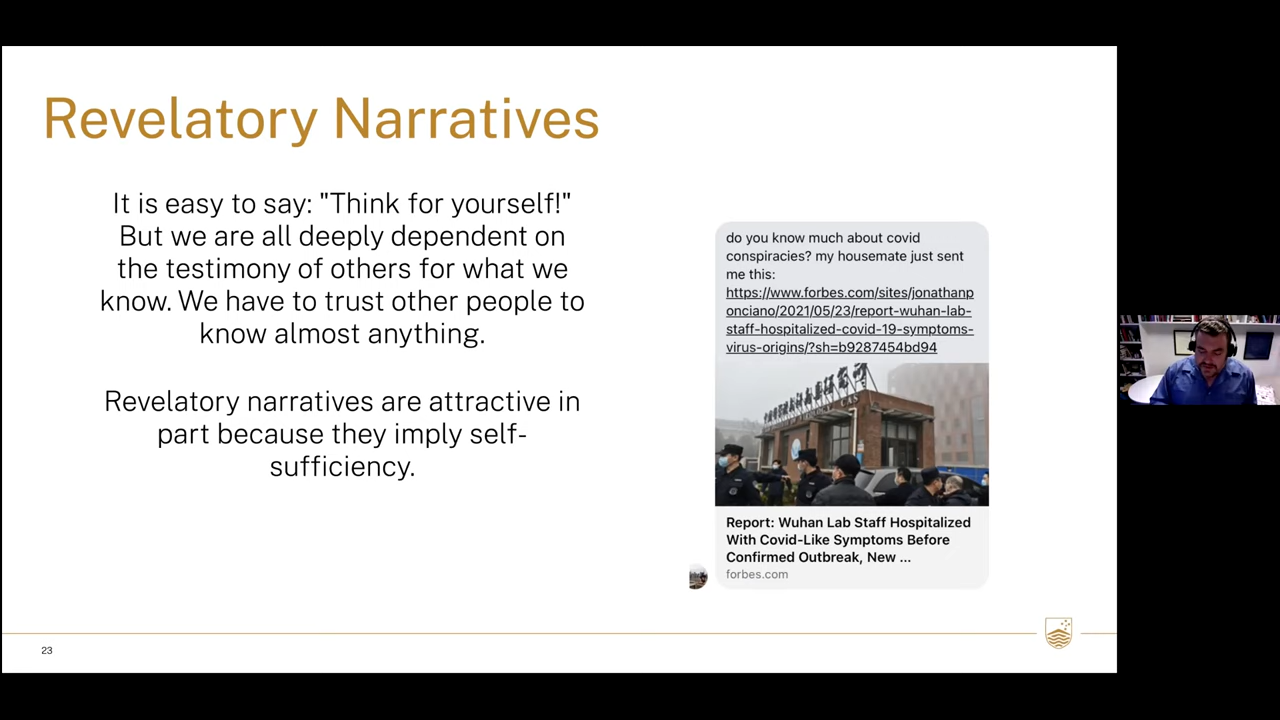 Revelatory Narratives
It is easy to say: "Think for yourself!"
But we are all deeply dependent on
the testimony of others for what we
know. We have to trust other people to
know almost anything.
Revelatory narratives are attractive in
part because they imply self-
sufficiency.
do you know much about covid
conspiracies? my housemate just sent
me this:
https://www.forbes.com/sites/jonathanp
onciano/2021/05/23/report-wuhan-lab-
staff-hospitalized-covid-19-symptoms-
virus-origins/?sh=b9287454bd94
Report: Wuhan Lab Staff Hospitalized
With Covid-Like Symptoms Before
Confirmed Outbreak, New ...
forbes.com
23